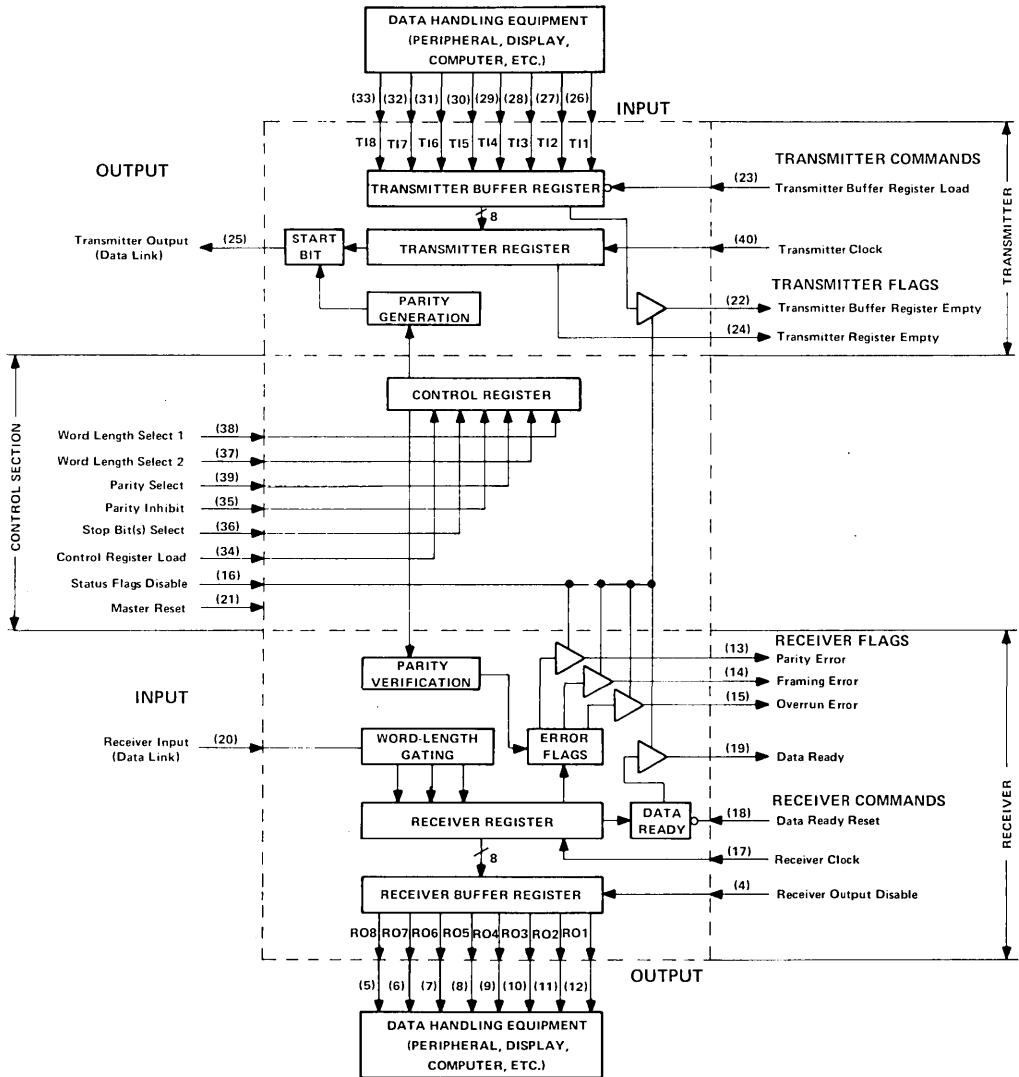 DATA HANDLING EQUIPMENT
(PERIPHERAL, DISPLAY,
COMPUTER, ETC.)
(33) (32) (31) (30) (29) (28) (27) (26)
INPUT
TI8 TI7 TI6 TI5 TI4 TI3 TI2 TI1
OUTPUT
TRANSMITTER COMMANDS
TRANSMITTER BUFFER REGISTER
(23)
Transmitter Buffer Register Load
8
Transmitter Output
(Data Link)
(25)
START
BIT
TRANSMITTER REGISTER
(40)
Transmitter Clock
TRANSMITTER
TRANSMITTER FLAGS
PARITY
GENERATION
(22)
Transmitter Buffer Register Empty
(24)
Transmitter Register Empty
CONTROL SECTION
CONTROL REGISTER
Word Length Select 1 (38)
Word Length Select 2 (37)
Parity Select (39)
Parity Inhibit (35)
Stop Bit(s) Select (36)
Control Register Load (34)
Status Flags Disable (16)
Master Reset (21)
RECEIVER FLAGS
(13) Parity Error
(14) Framing Error
(15) Overrun Error
PARITY
VERIFICATION
INPUT
Receiver Input
(Data Link)
(20)
WORD-LENGTH
GATING
ERROR
FLAGS
(19)
Data Ready
RECEIVER COMMANDS
RECEIVER REGISTER
DATA
READY
(18)
Data Ready Reset
8
(17)
Receiver Clock
RECEIVER
RECEIVER BUFFER REGISTER
(4)
Receiver Output Disable
RO8 RO7 RO6 RO5 RO4 RO3 RO2 RO1
OUTPUT
(5) (6) (7) (8) (9) (10) (11) (12)
DATA HANDLING EQUIPMENT
(PERIPHERAL, DISPLAY,
COMPUTER, ETC.)